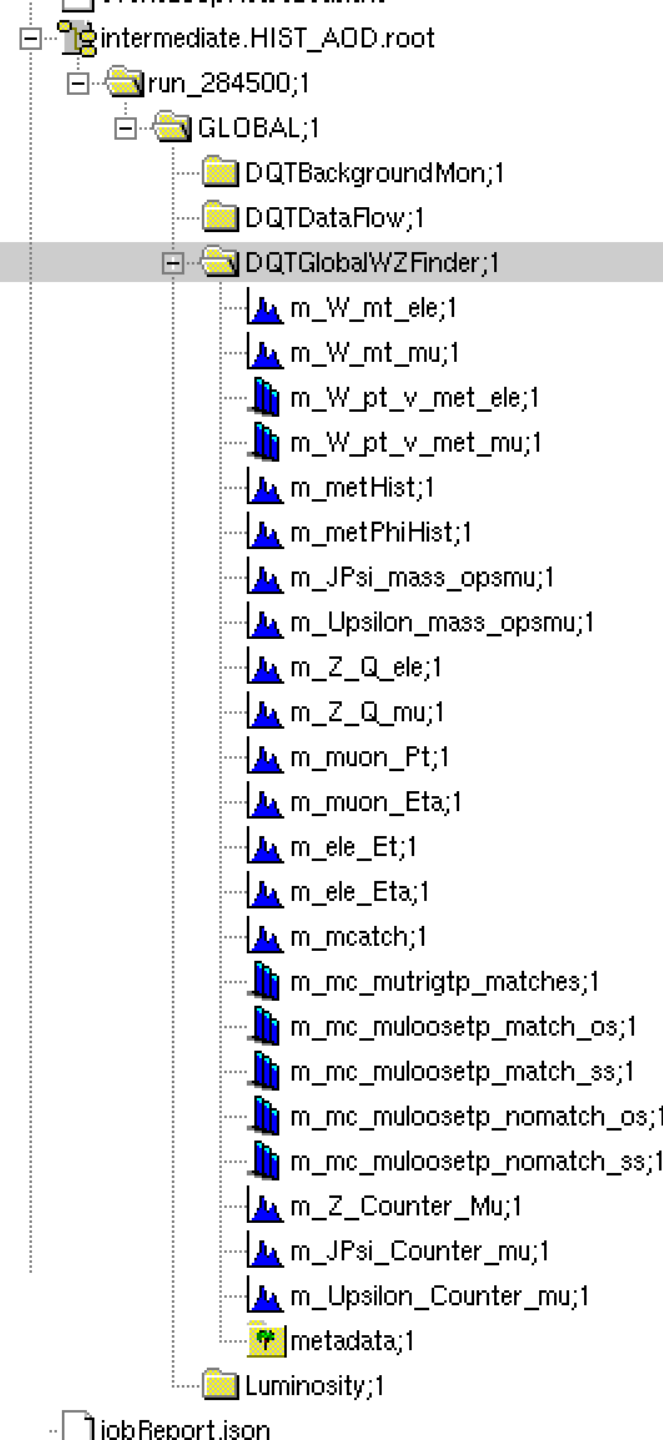 intermediate.HIST_AOD.root
run_284500;1
GLOBAL;1
DQTBackgroundMon;1
DQTDataFlow;1
DQTGlobalWZFinder;1
m_W_mt_ele;1
m_W_mt_mu;1
m_W_pt_v_met_ele;1
m_W_pt_v_met_mu;1
m_metHist;1
m_metPhiHist;1
m_JPsi_mass_opsmu;1
m_Upsilon_mass_opsmu;1
m_Z_Q_ele;1
m_Z_Q_mu;1
m_muon_Pt;1
m_muon_Eta;1
m_ele_Et;1
m_ele_Eta;1
m_mcatch;1
m_mc_mutrigtp_matches;1
m_mc_muloosetp_match_os;1
m_mc_muloosetp_match_ss;1
m_mc_muloosetp_nomatch_os;1
m_mc_muloosetp_nomatch_ss;1
m_Z_Counter_Mu;1
m_JPsi_Counter_mu;1
m_Upsilon_Counter_mu;1
metadata;1
Luminosity;1
jobReport.json